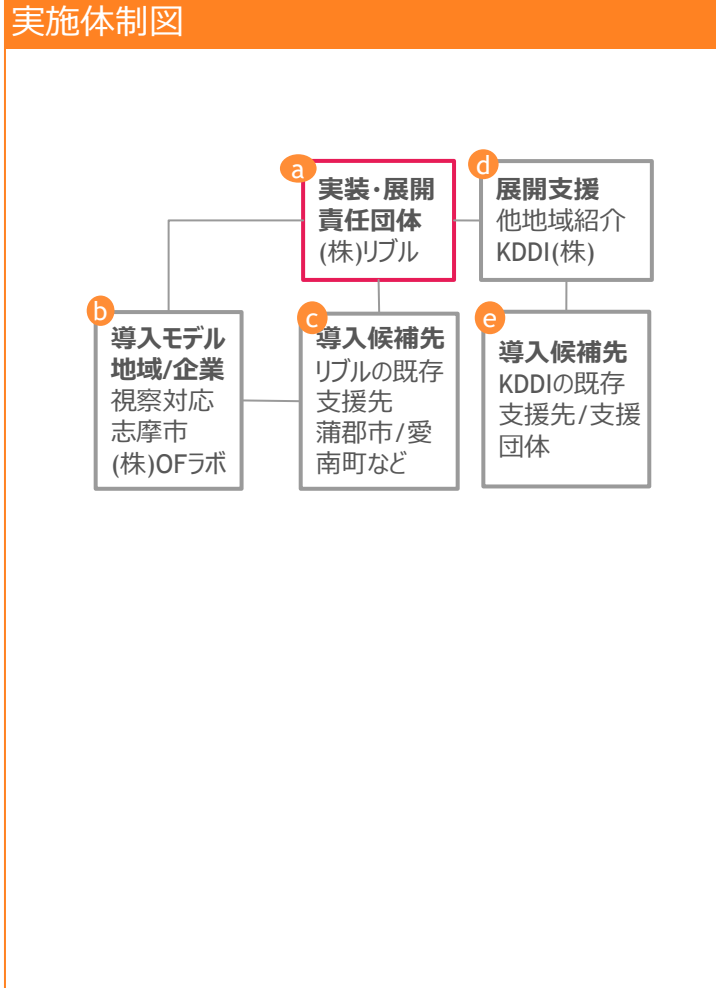 実施体制図
a
実装・展開
責任団体
(株)リブル
d
展開支援
他地域紹介
KDDI(株)
b
導入モデル
地域/企業
視察対応
志摩市
(株)OFラボ
c
導入候補先
リブルの既存
支援先
蒲郡市/愛
南町など
e
導入候補先
KDDIの既存
支援先/支援
団体